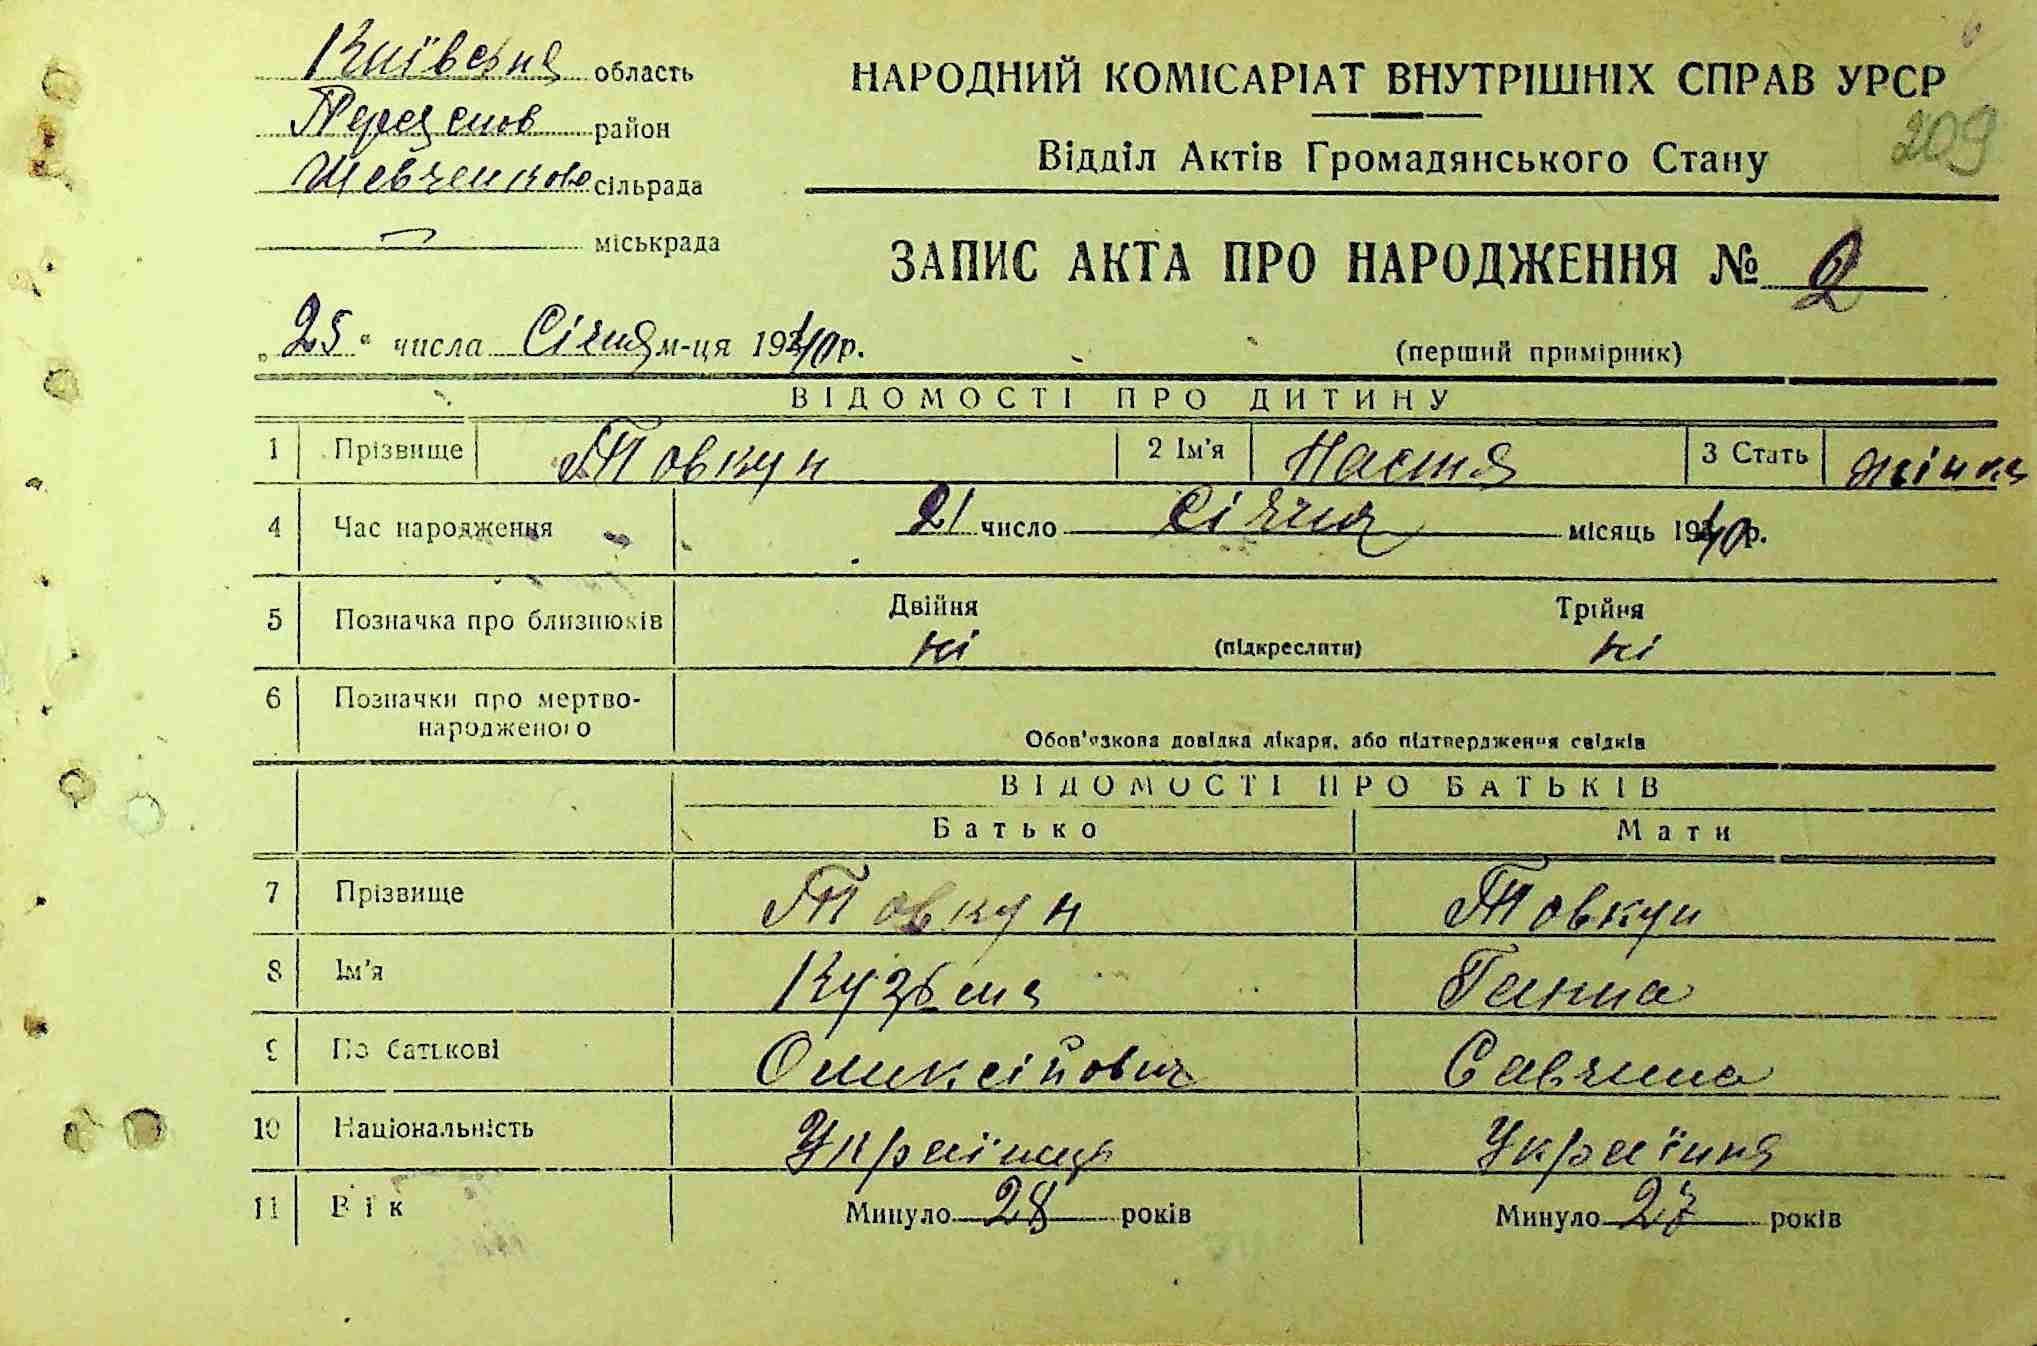 Київська область
район
Шевченково сільрада
— міськрада
НАРОДНИЙ КОМІСАРІАТ ВНУТРІШНІХ СПРАВ УРСР
Відділ Актів Громадянського Стану
209
ЗАПИС АКТА ПРО НАРОДЖЕННЯ № 2
„25“ числа Січня м-ця 1940 р.
(перший примірник)
ВІДОМОСТІ ПРО ДИТИНУ
1 Прізвище Товкун 2 Ім'я Настя 3 Стать жінка
4 Час народження 21 число Січня місяць 1940 р.
5 Позначка про близнюків Двійня ні (підкреслити) Трійня ні
6 Позначки про мертво-
народженого
Обов'язкова довідка лікаря, або підтвердження свідків
ВІДОМОСТІ ПРО БАТЬКІВ
Батько Мати
7 Прізвище Товкун Товкун
8 Ім'я Кузьма Ганна
9 По батькові Олексійович Савчина
10 Національність Українець Українка
11 Вік Минуло 28 років Минуло 27 років